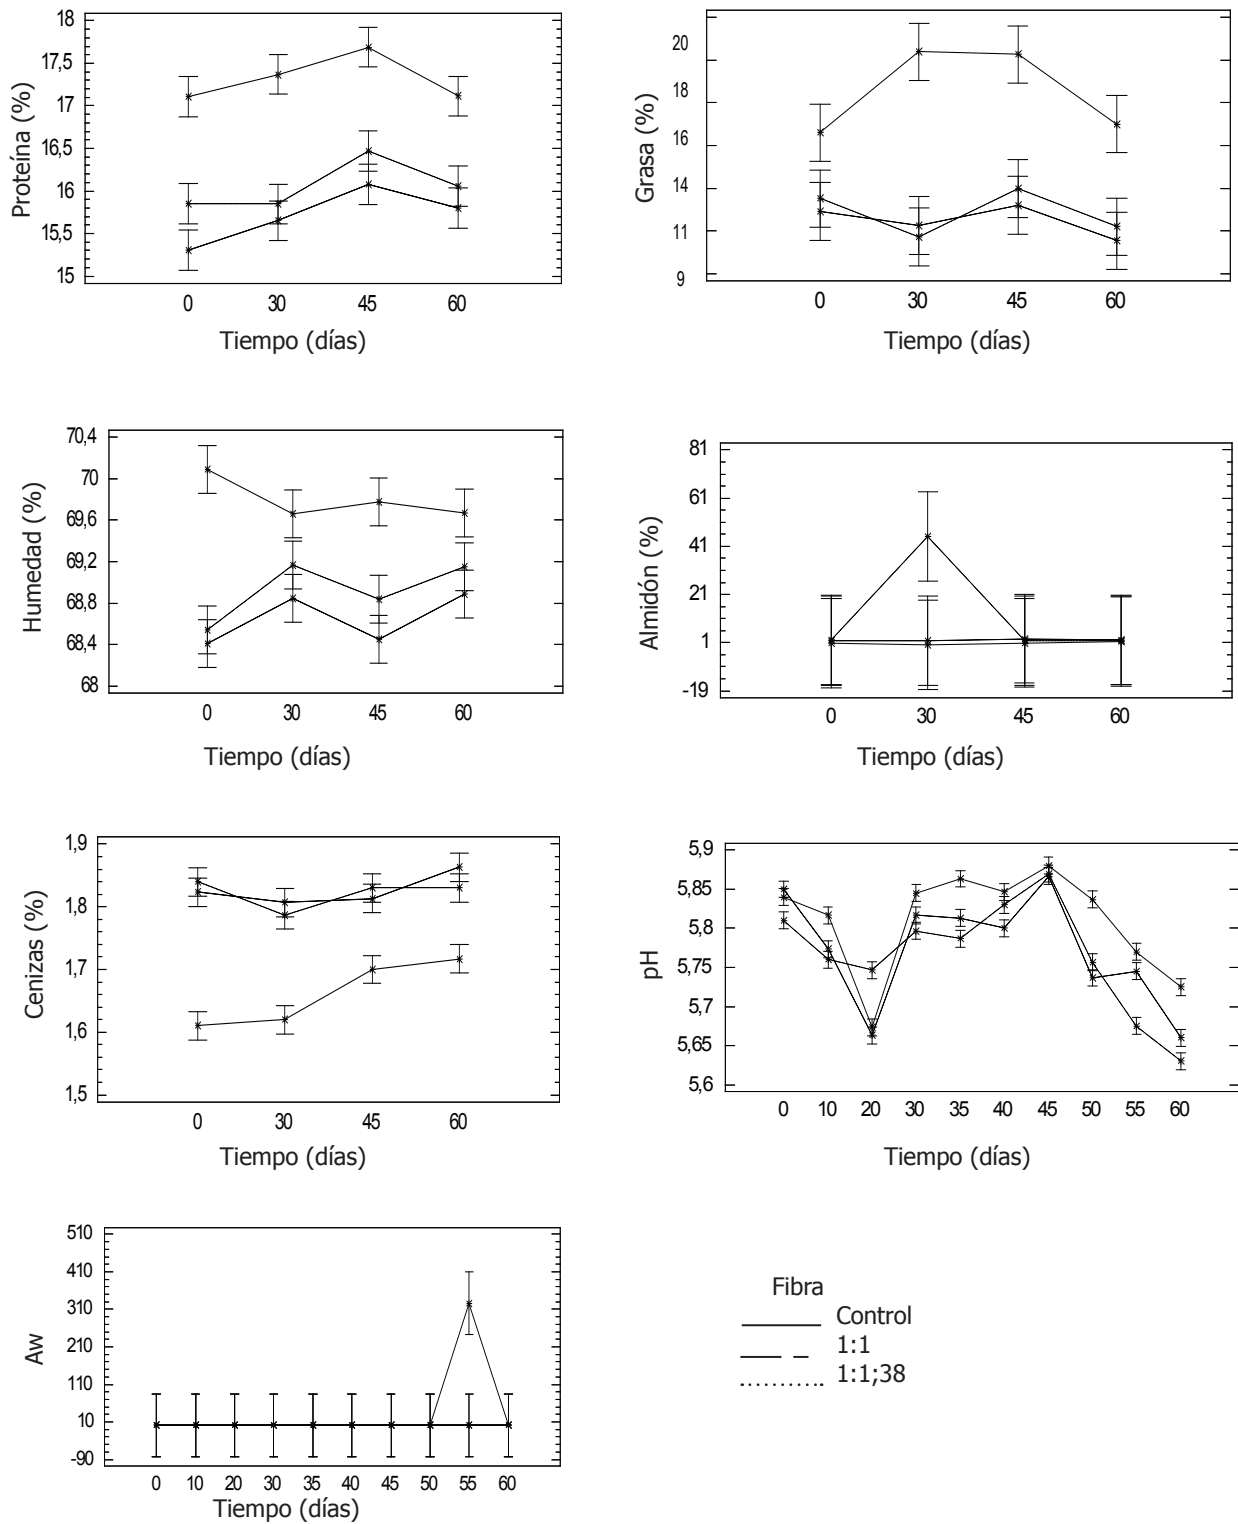 Proteína (%)
18
17,5
17
16,5
16
15,5
15
0 30 45 60
Tiempo (días)
Grasa (%)
20
18
16
14
11
9
0 30 45 60
Tiempo (días)
Humedad (%)
70,4
70
69,6
69,2
68,8
68,4
68
0 30 45 60
Tiempo (días)
Almidón (%)
81
61
41
21
1
-19
0 30 45 60
Tiempo (días)
Cenizas (%)
1,9
1,8
1,7
1,6
1,5
0 30 45 60
Tiempo (días)
pH
5,9
5,85
5,8
5,75
5,7
5,65
5,6
0 10 20 30 35 40 45 50 55 60
Tiempo (días)
Aw
510
410
310
210
110
10
-90
0 10 20 30 35 40 45 50 55 60
Tiempo (días)
Fibra
Control
1:1
1:1;38